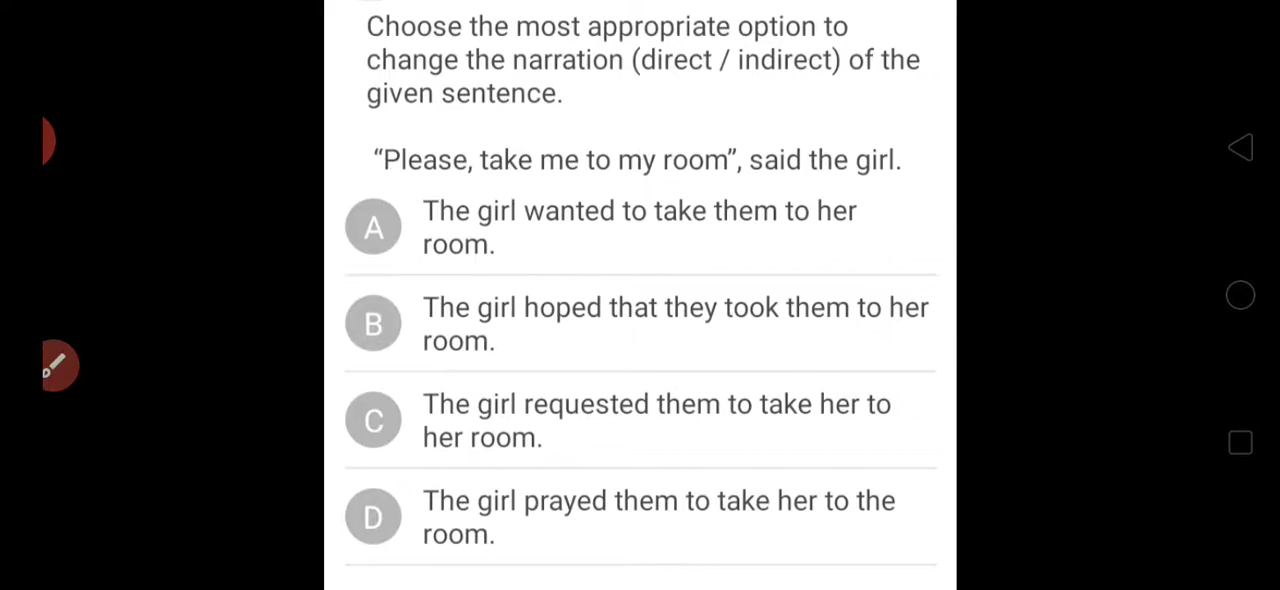 Choose the most appropriate option to
change the narration (direct / indirect) of the
given sentence.
“Please, take me to my room”, said the girl.
A
The girl wanted to take them to her
room.
B
The girl hoped that they took them to her
room.
C
The girl requested them to take her to
her room.
D
The girl prayed them to take her to the
room.